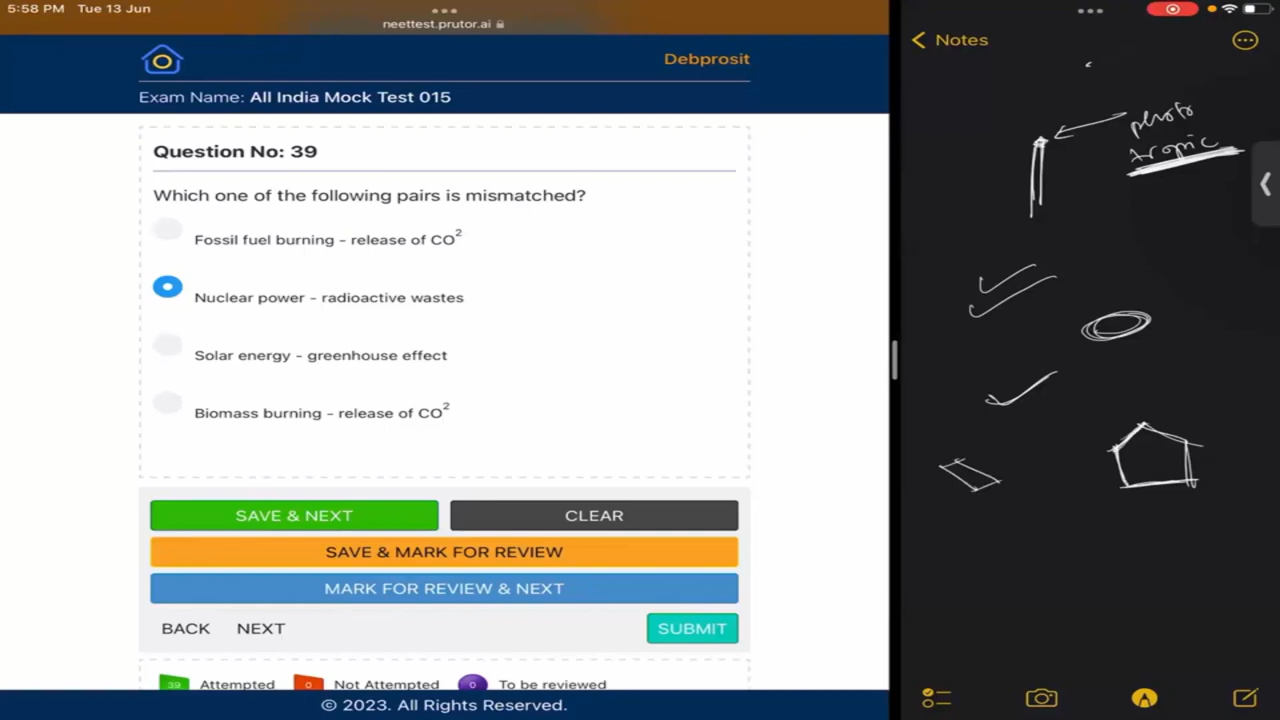 5:58 PM Tue 13 Jun
neettest.prutor.ai
Debprosit
Exam Name: All India Mock Test 015
Question No: 39
Which one of the following pairs is mismatched?
Fossil fuel burning - release of CO²
Nuclear power - radioactive wastes
Solar energy - greenhouse effect
Biomass burning - release of CO²
SAVE & NEXT
CLEAR
SAVE & MARK FOR REVIEW
MARK FOR REVIEW & NEXT
BACK NEXT
SUBMIT
39 Attempted 0 Not Attempted 0 To be reviewed
© 2023. All Rights Reserved.
Notes
photo
tropic